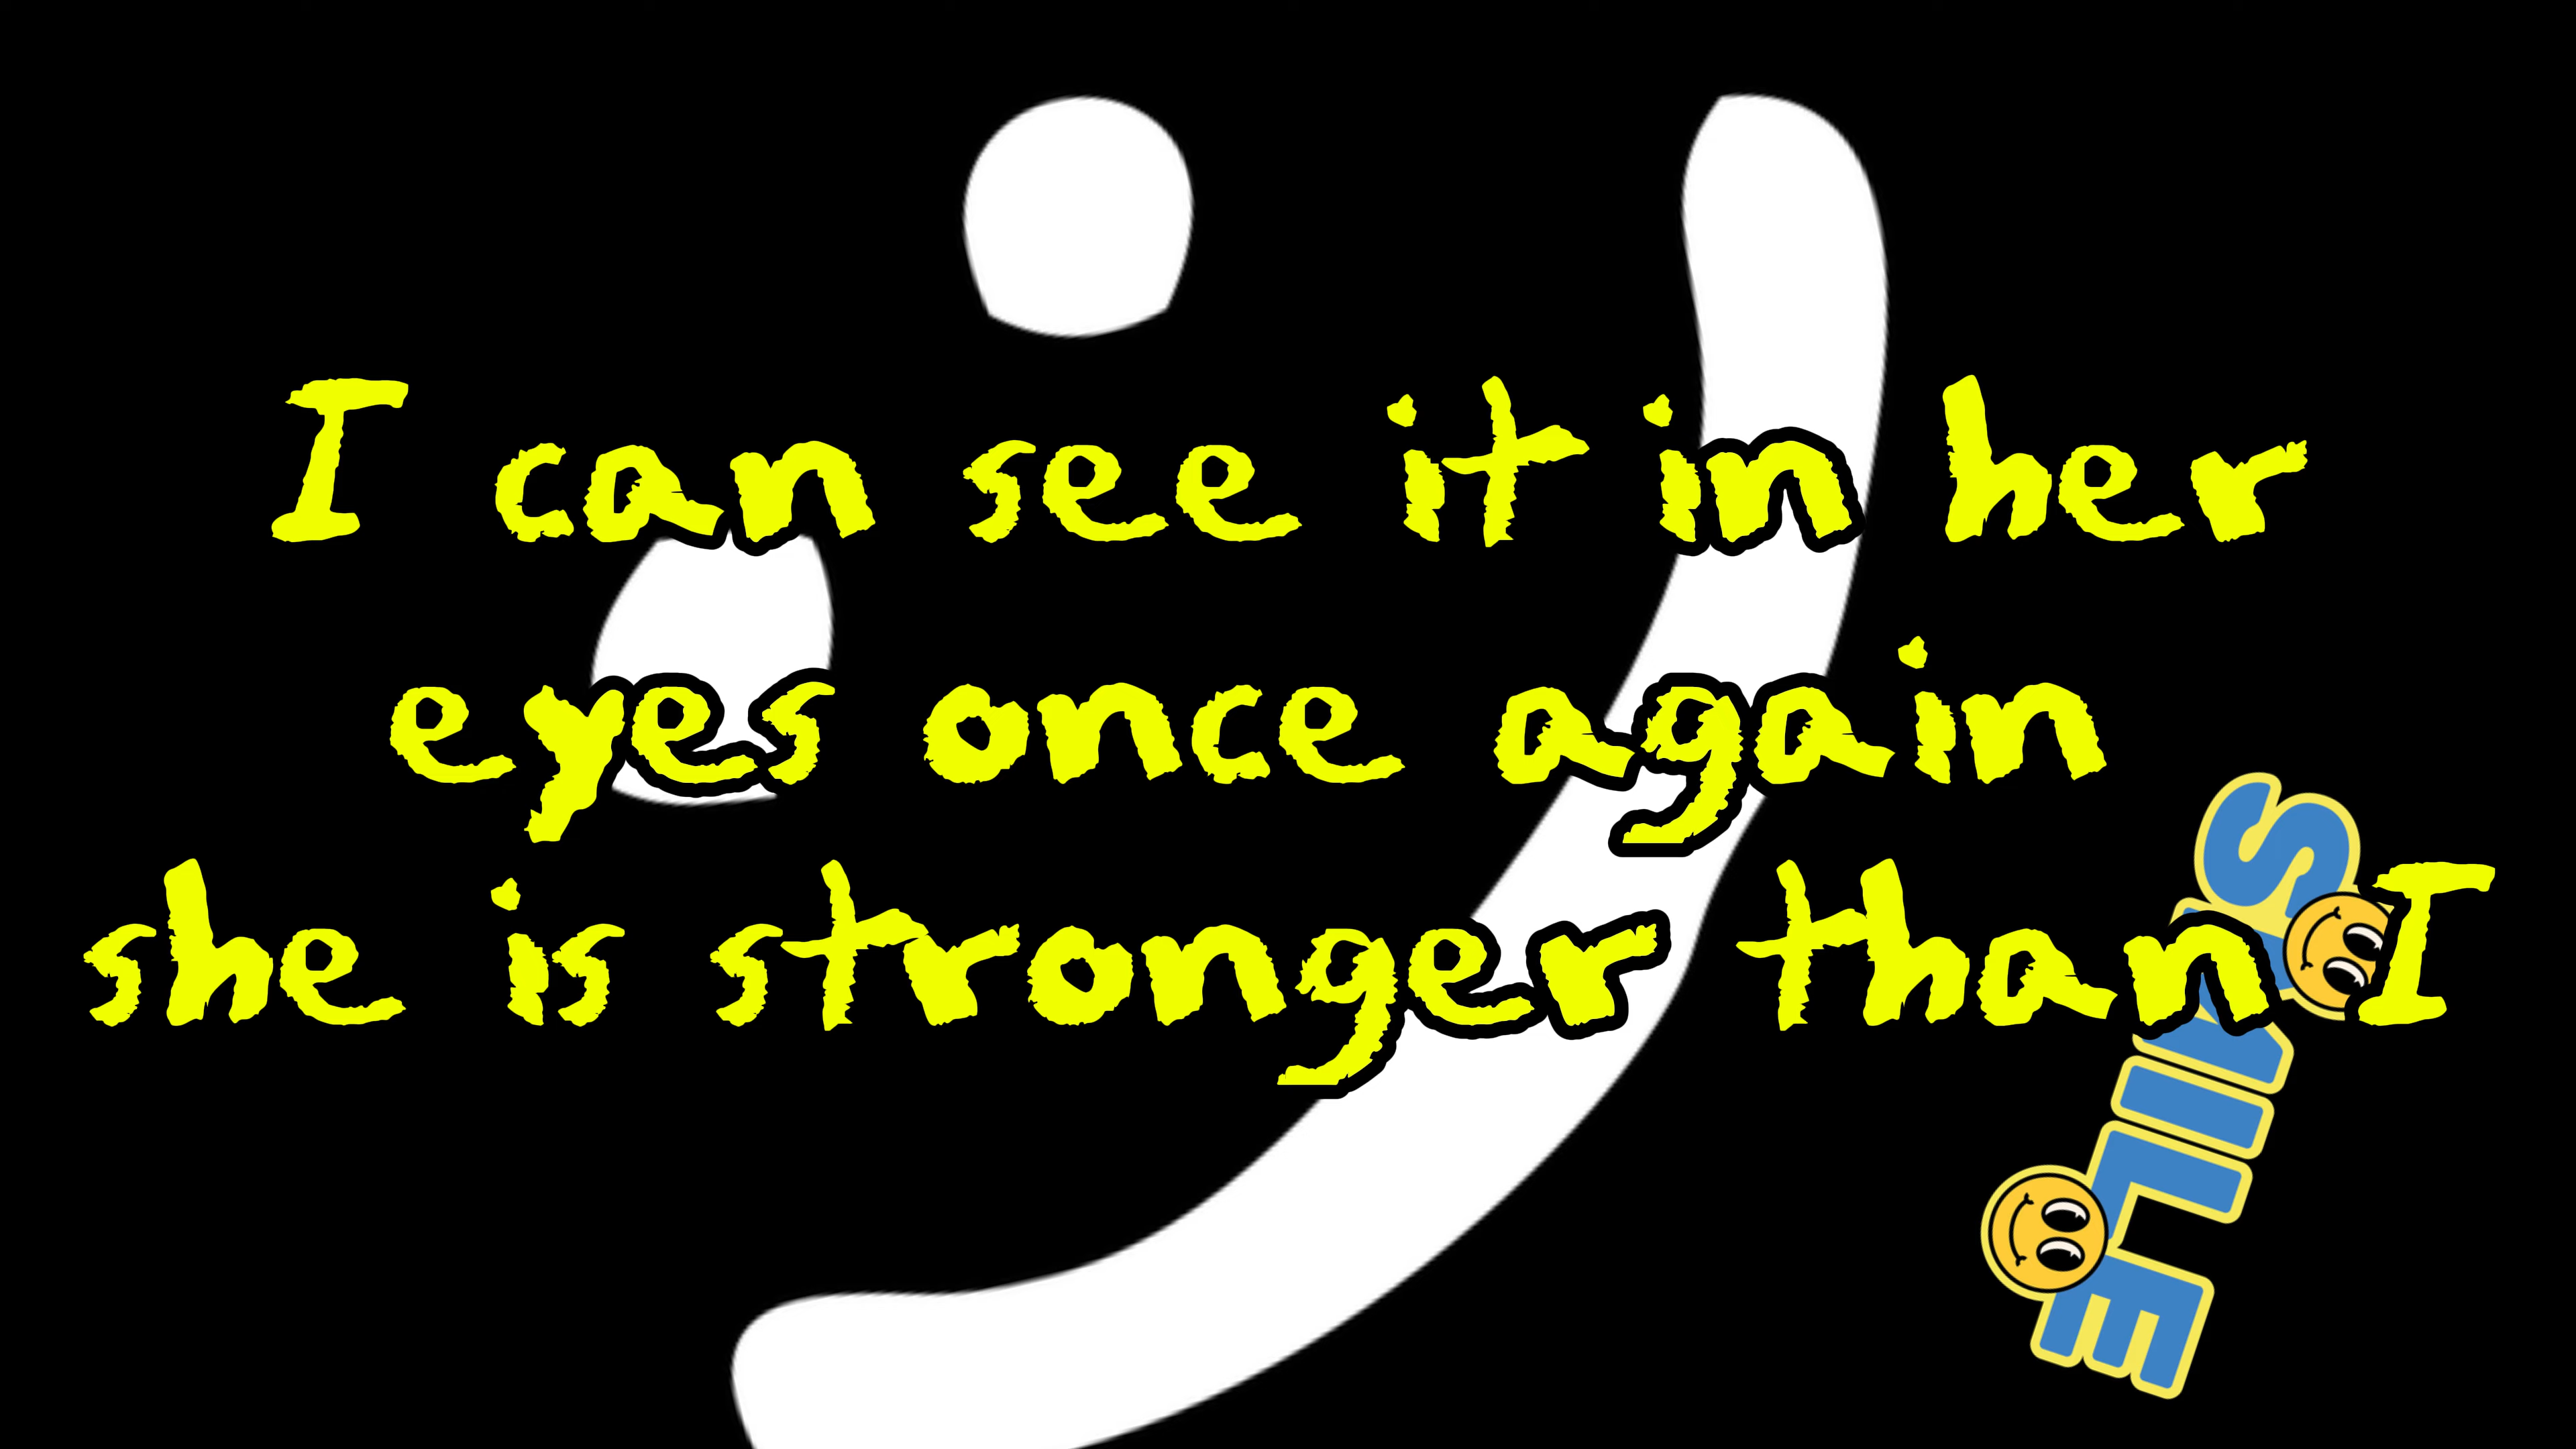 I can see it in her
eyes once again
she is stronger than I
SMILE